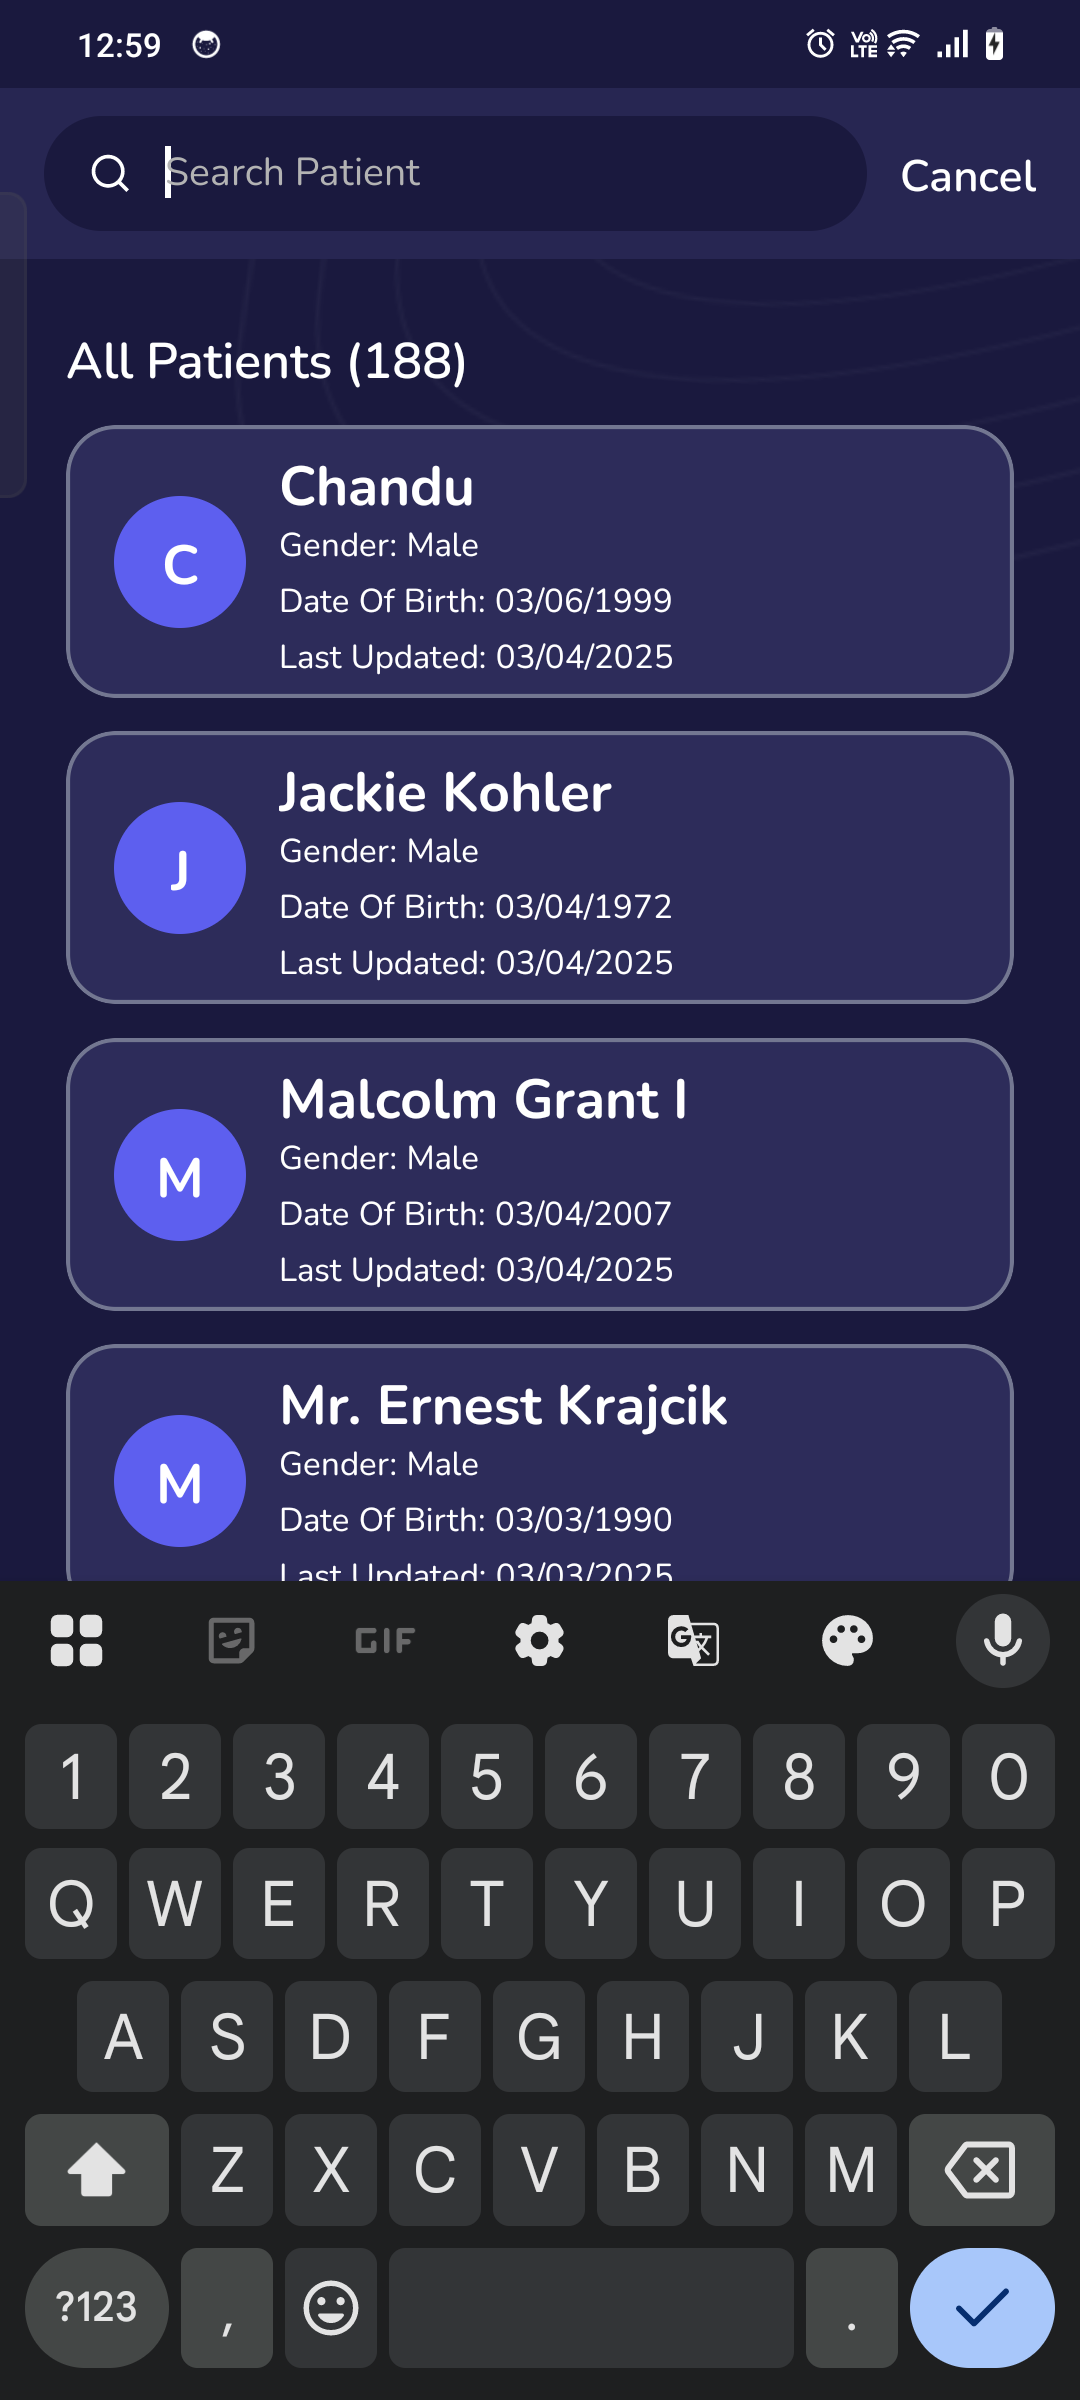 12:59
Vo)) LTE
Search Patient
Cancel
All Patients (188)
C
Chandu
Gender: Male
Date Of Birth: 03/06/1999
Last Updated: 03/04/2025
J
Jackie Kohler
Gender: Male
Date Of Birth: 03/04/1972
Last Updated: 03/04/2025
M
Malcolm Grant I
Gender: Male
Date Of Birth: 03/04/2007
Last Updated: 03/04/2025
M
Mr. Ernest Krajcik
Gender: Male
Date Of Birth: 03/03/1990
Last Updated: 03/03/2025
GIF
G 文
1 2 3 4 5 6 7 8 9 0
Q W E R T Y U I O P
A S D F G H J K L
Z X C V B N M
?123 , .